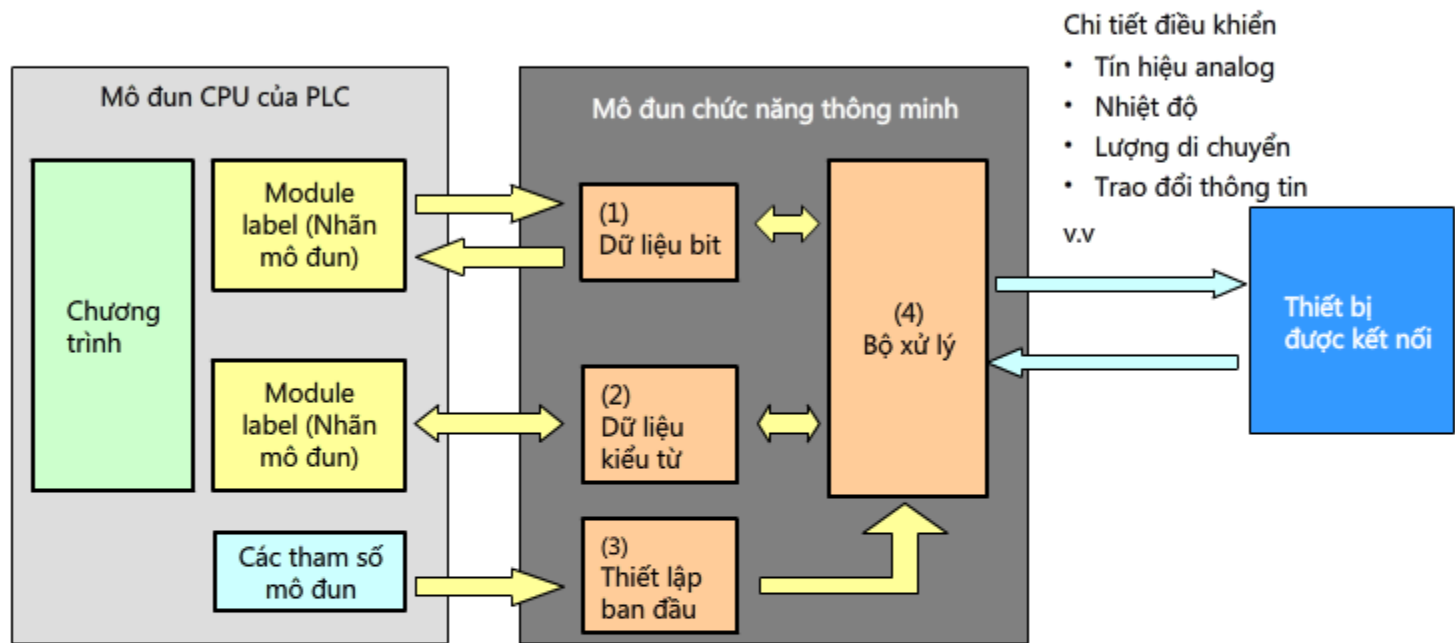 Chi tiết điều khiển
• Tín hiệu analog
• Nhiệt độ
• Lượng di chuyển
• Trao đổi thông tin
v.v
Mô đun CPU của PLC
Chương
trình
Module
label (Nhãn
mô đun)
Module
label (Nhãn
mô đun)
Các tham số
mô đun
Mô đun chức năng thông minh
(1)
Dữ liệu bit
(2)
Dữ liệu
kiểu từ
(3)
Thiết lập
ban đầu
(4)
Bộ xử lý
Thiết bị
được kết nối